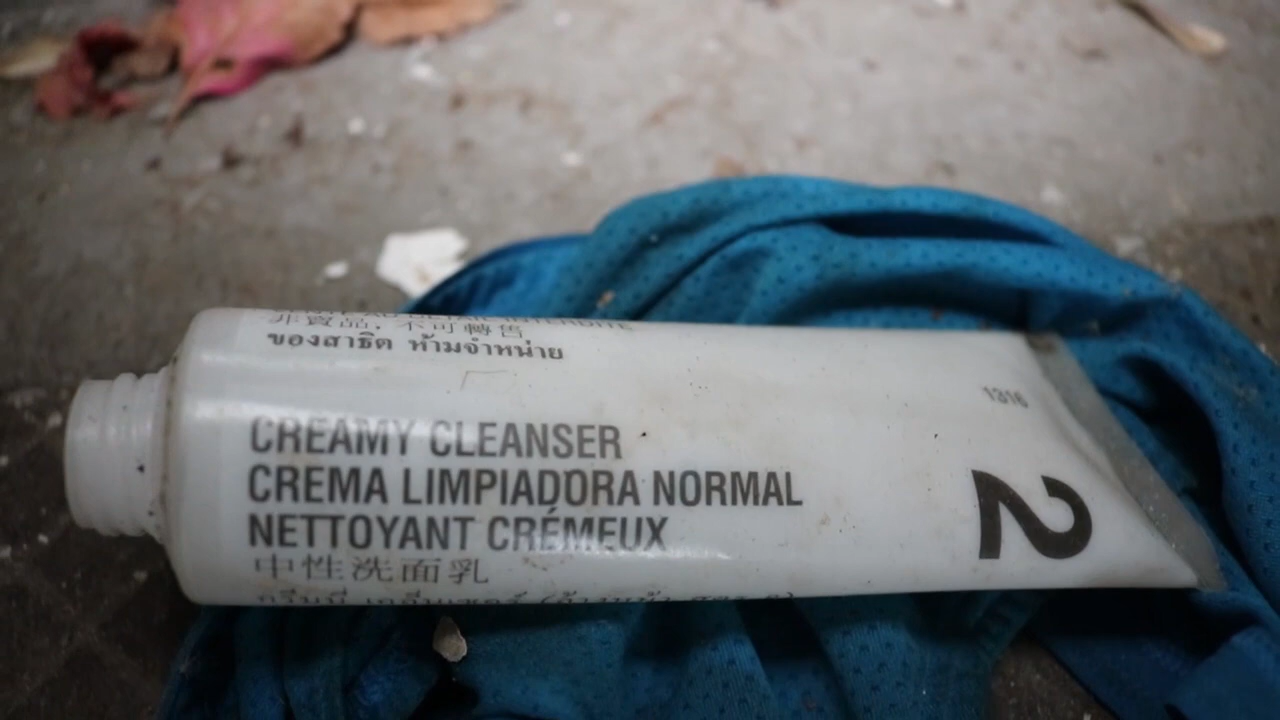 INTERDITE
非賣品, 不可轉售
ของสาธิต ห้ามจำหน่าย
1316
CREAMY CLEANSER
CREMA LIMPIADORA NORMAL
NETTOYANT CRÉMEUX
中性洗面乳
2